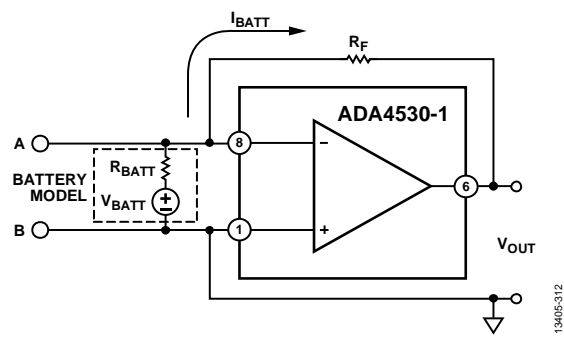 IBATT
RF
ADA4530-1
A
8
−
RBATT
BATTERY
MODEL
VBATT
+
−
6
B
1
+
VOUT
13405-312